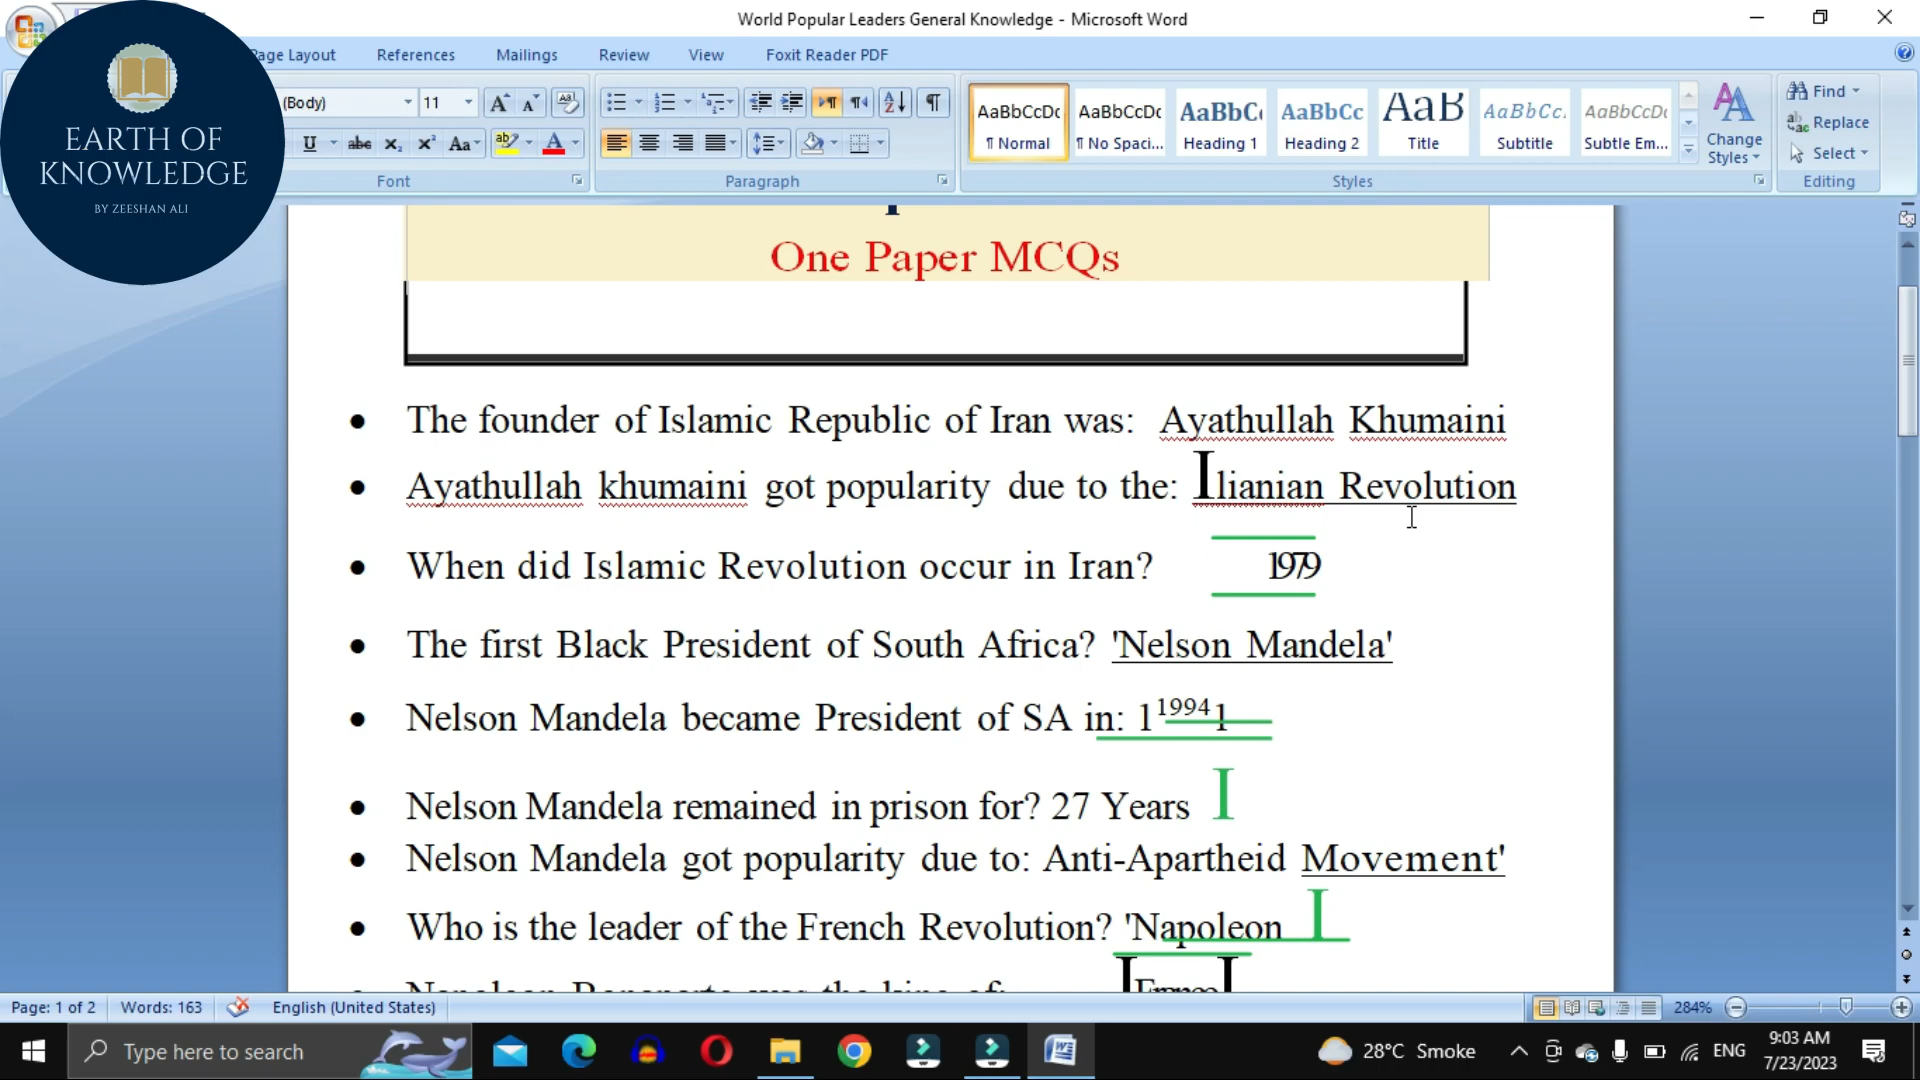 World Popular Leaders General Knowledge - Microsoft Word
Page Layout References Mailings Review View Foxit Reader PDF
EARTH OF
KNOWLEDGE
BY ZEESHAN ALI
(Body) 11
AaBbCcDc AaBbCcDc AaBbC AaBbCc AaB AaBbCc. AaBbCcDc
¶ Normal ¶ No Spaci... Heading 1 Heading 2 Title Subtitle Subtle Em...
Change
Styles
Find
Replace
Select
Font Paragraph Styles Editing
One Paper MCQs
• The founder of Islamic Republic of Iran was: Ayathullah Khumaini
• Ayathullah khumaini got popularity due to the: Ilianian Revolution
• When did Islamic Revolution occur in Iran? 1979
• The first Black President of South Africa? 'Nelson Mandela'
• Nelson Mandela became President of SA in: 1 1994 1
• Nelson Mandela remained in prison for? 27 Years I
• Nelson Mandela got popularity due to: Anti-Apartheid Movement'
• Who is the leader of the French Revolution? 'Napoleon I
Page: 1 of 2 Words: 163 English (United States) 284%
Type here to search 28°C Smoke ENG 9:03 AM
7/23/2023